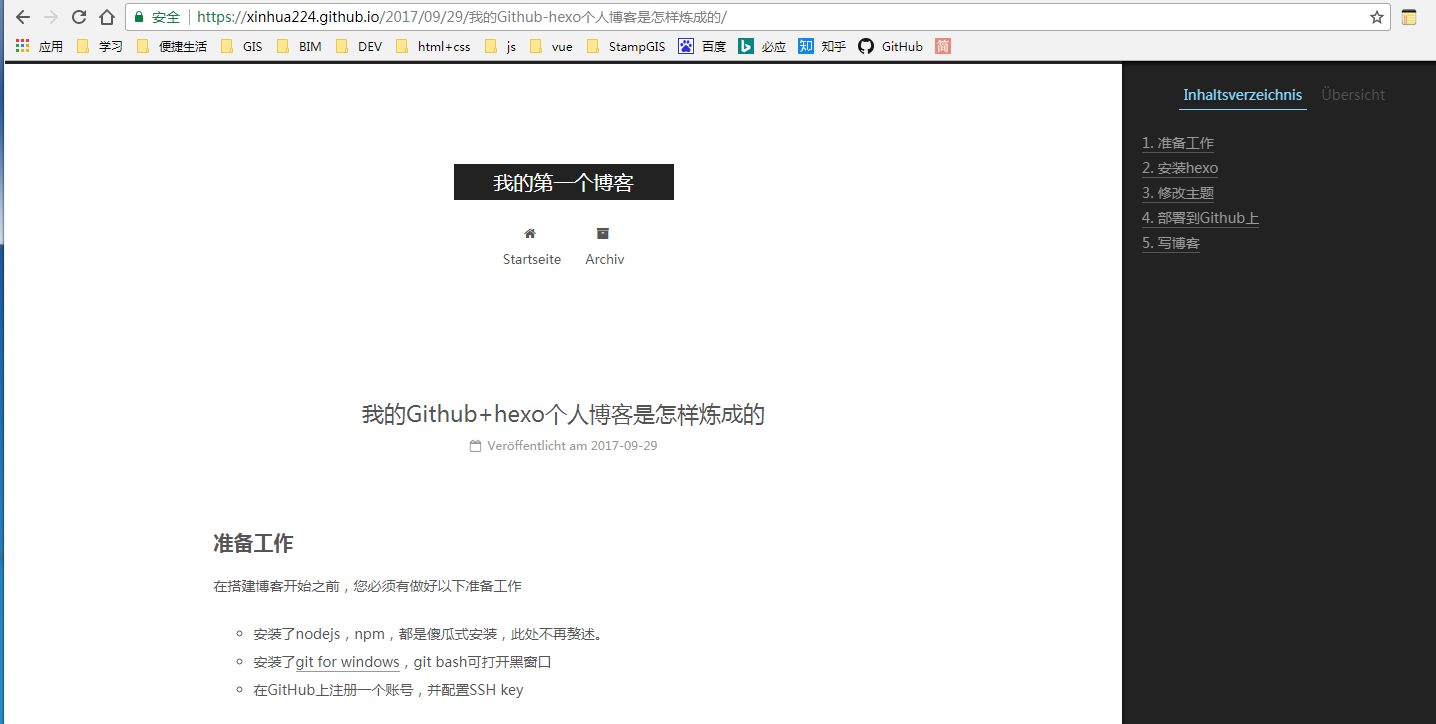 安全 https://xinhua224.github.io/2017/09/29/我的Github-hexo个人博客是怎样炼成的/
应用 学习 便捷生活 GIS BIM DEV html+css js vue StampGIS 百度 必应 知 知乎 GitHub 简
Inhaltsverzeichnis Übersicht
1. 准备工作
2. 安装hexo
3. 修改主题
4. 部署到Github上
5. 写博客
我的第一个博客
Startseite Archiv
我的Github+hexo个人博客是怎样炼成的
Veröffentlicht am 2017-09-29
准备工作
在搭建博客开始之前，您必须有做好以下准备工作
安装了nodejs，npm，都是傻瓜式安装，此处不再赘述。
安装了git for windows，git bash可打开黑窗口
在GitHub上注册一个账号，并配置SSH key